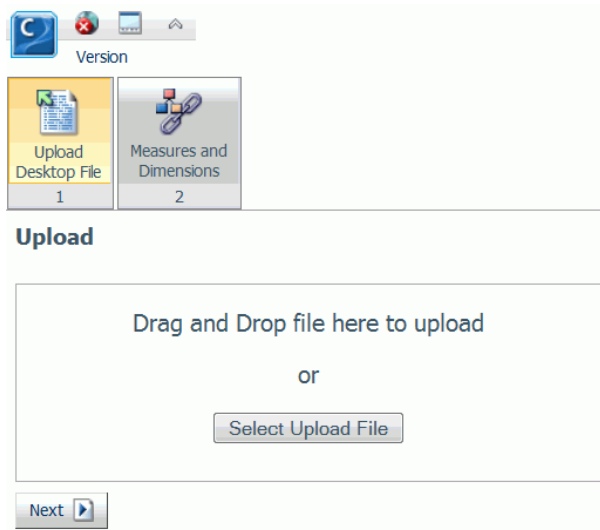 C
Version
Upload
Desktop File
1
Measures and
Dimensions
2
Upload
Drag and Drop file here to upload
or
Select Upload File
Next